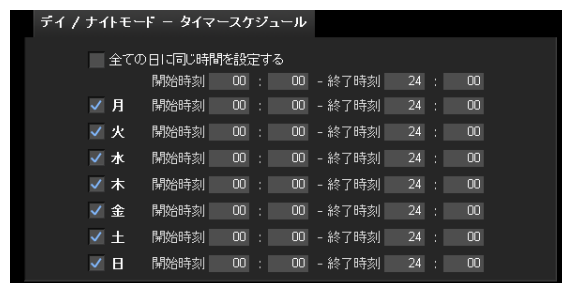 デイ / ナイトモード － タイマースケジュール
全ての日に同じ時間を設定する
開始時刻 00 : 00 - 終了時刻 24 : 00
月 開始時刻 00 : 00 - 終了時刻 24 : 00
火 開始時刻 00 : 00 - 終了時刻 24 : 00
水 開始時刻 00 : 00 - 終了時刻 24 : 00
木 開始時刻 00 : 00 - 終了時刻 24 : 00
金 開始時刻 00 : 00 - 終了時刻 24 : 00
土 開始時刻 00 : 00 - 終了時刻 24 : 00
日 開始時刻 00 : 00 - 終了時刻 24 : 00